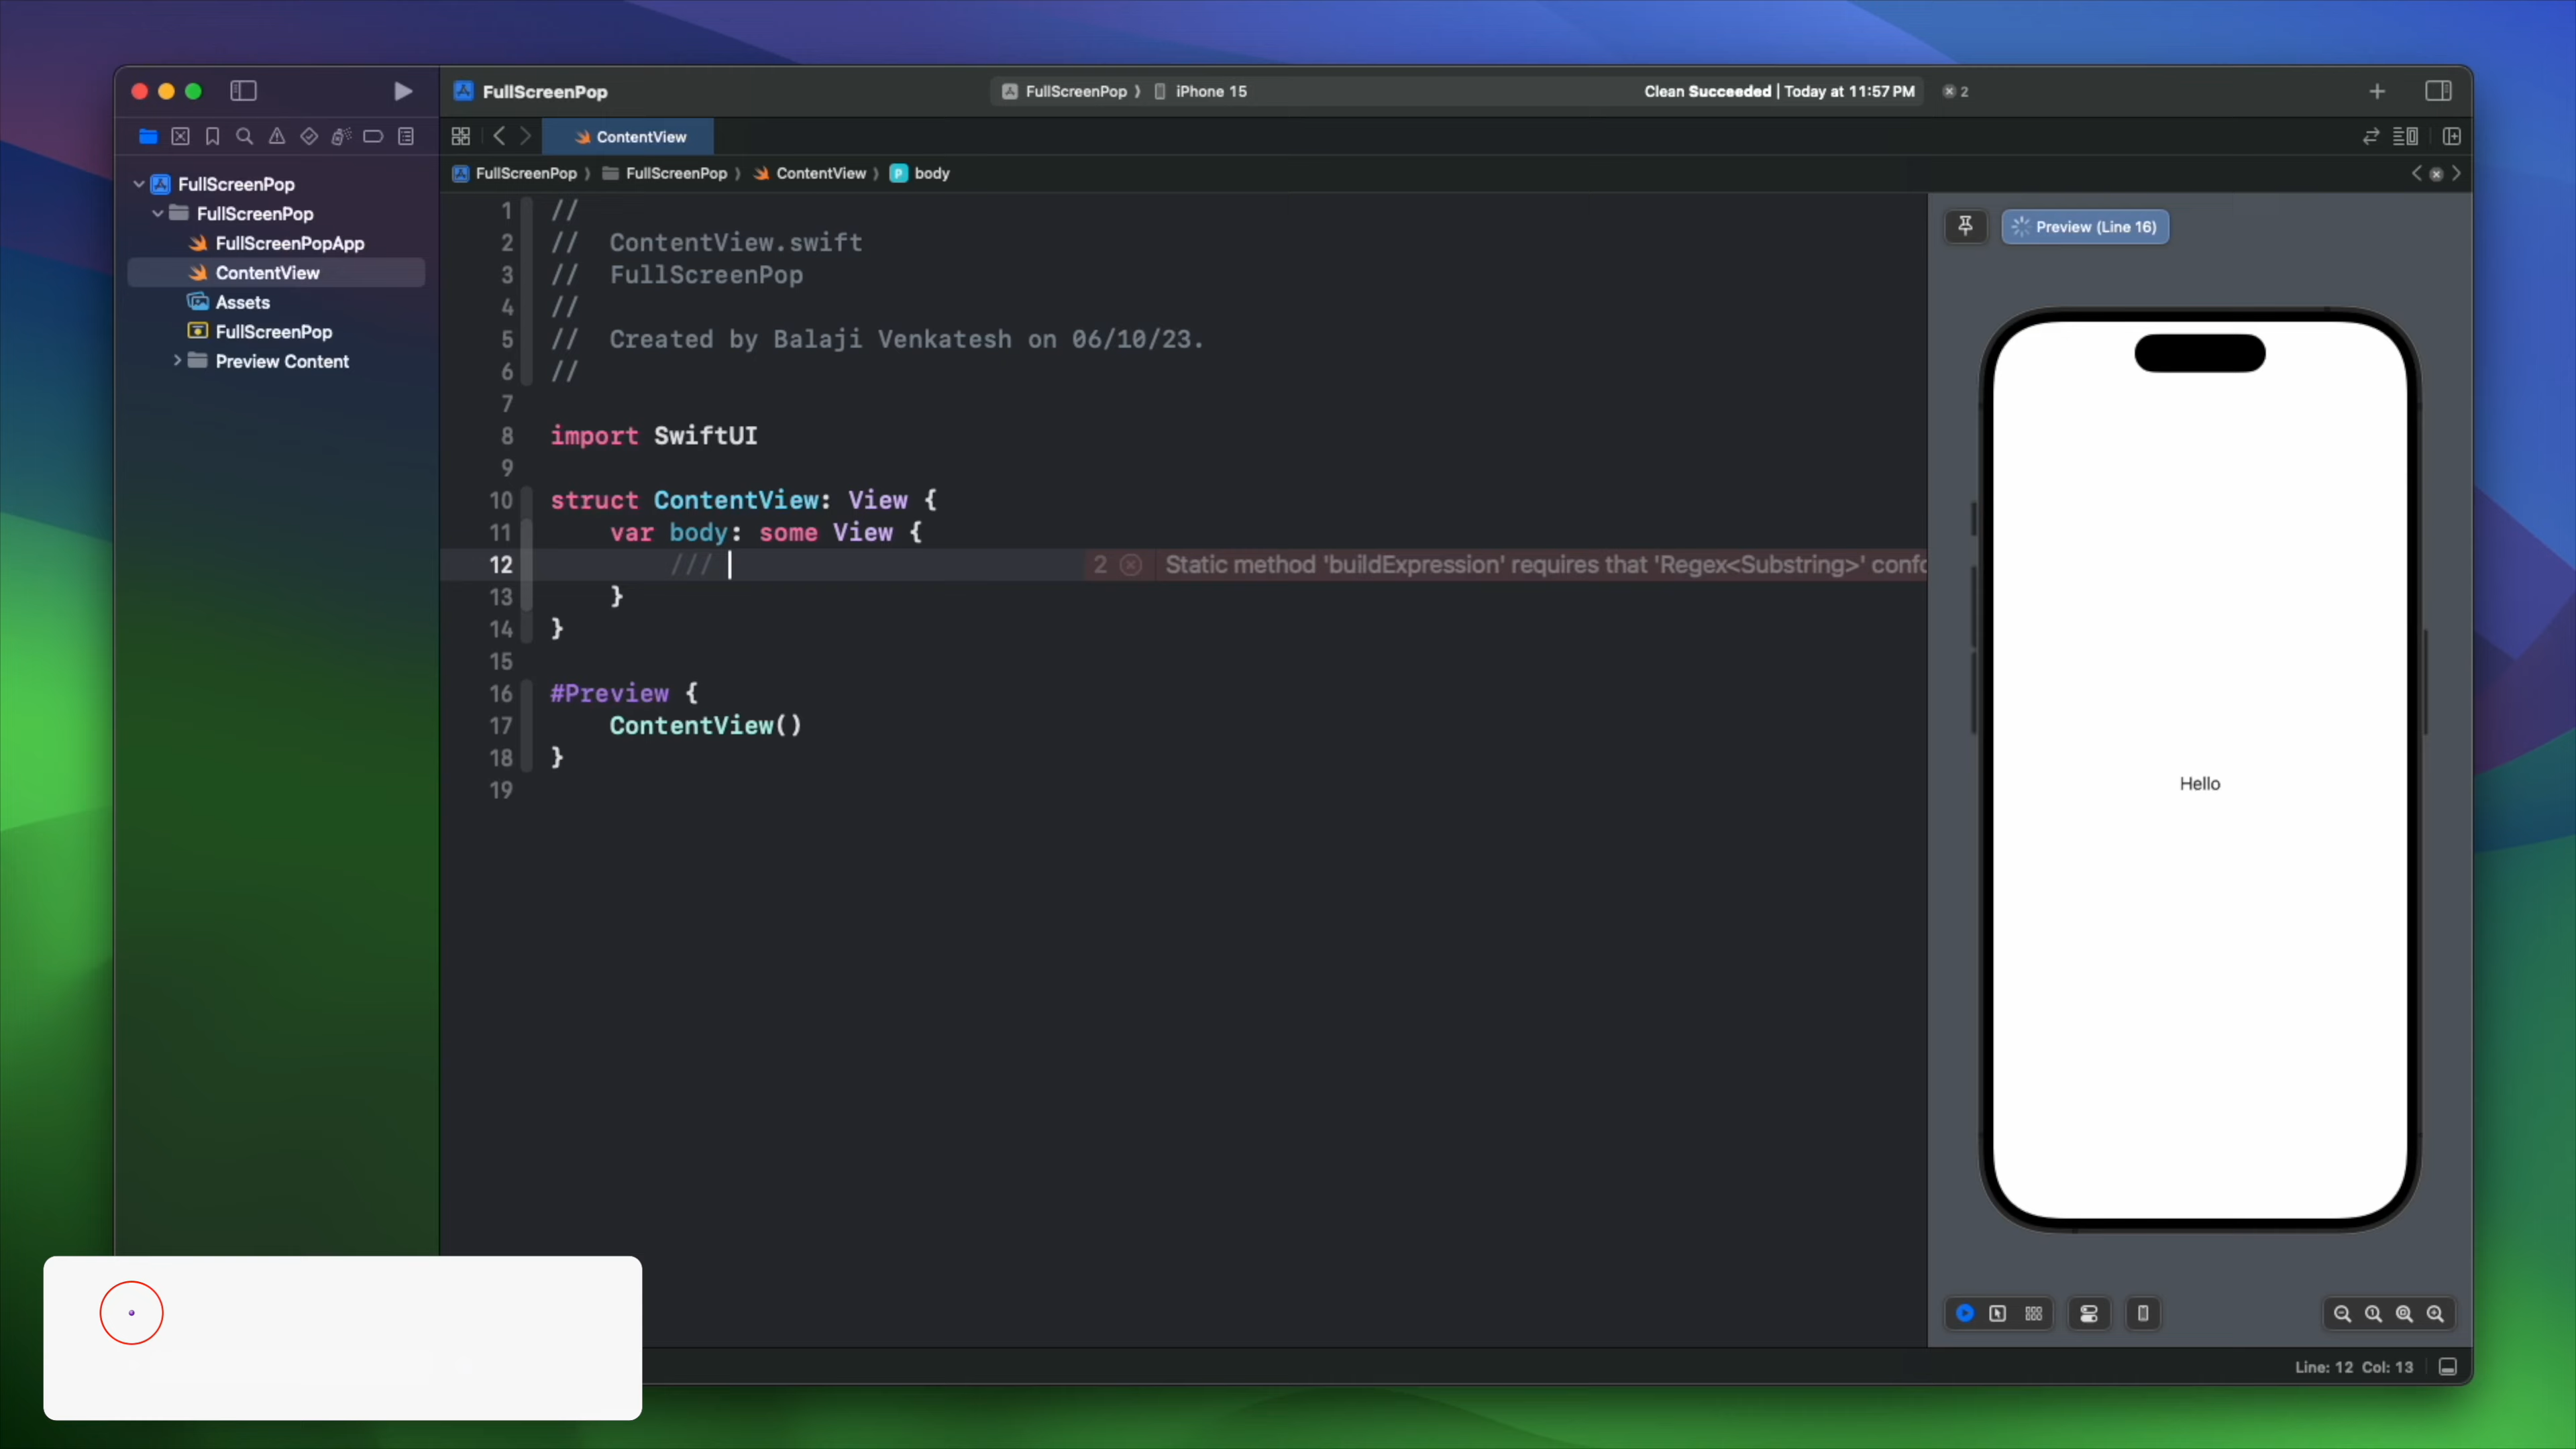 FullScreenPop
FullScreenPop
iPhone 15
Clean Succeeded | Today at 11:57 PM
2
ContentView
FullScreenPop
FullScreenPop
ContentView
body
FullScreenPop
FullScreenPop
FullScreenPopApp
ContentView
Assets
FullScreenPop
Preview Content
1 //
2 // ContentView.swift
3 // FullScreenPop
4 //
5 // Created by Balaji Venkatesh on 06/10/23.
6 //
7
8 import SwiftUI
9
10 struct ContentView: View {
11 var body: some View {
12 ///
2 Static method 'buildExpression' requires that 'Regex<Substring>' confo
13 }
14 }
15
16 #Preview {
17 ContentView()
18 }
19
Preview (Line 16)
Hello
Line: 12 Col: 13